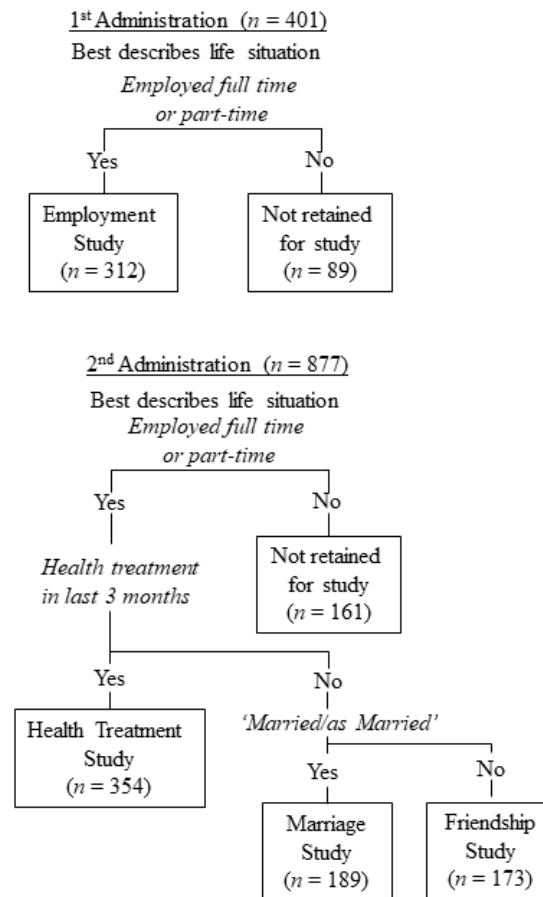 1st Administration (n = 401)
Best describes life situation
Employed full time
or part-time
Yes
No
Employment
Study
(n = 312)
Not retained
for study
(n = 89)
2nd Administration (n = 877)
Best describes life situation
Employed full time
or part-time
Yes
No
Health treatment
in last 3 months
Not retained
for study
(n = 161)
Yes
No
Health Treatment
Study
(n = 354)
'Married/as Married'
Yes
No
Marriage
Study
(n = 189)
Friendship
Study
(n = 173)